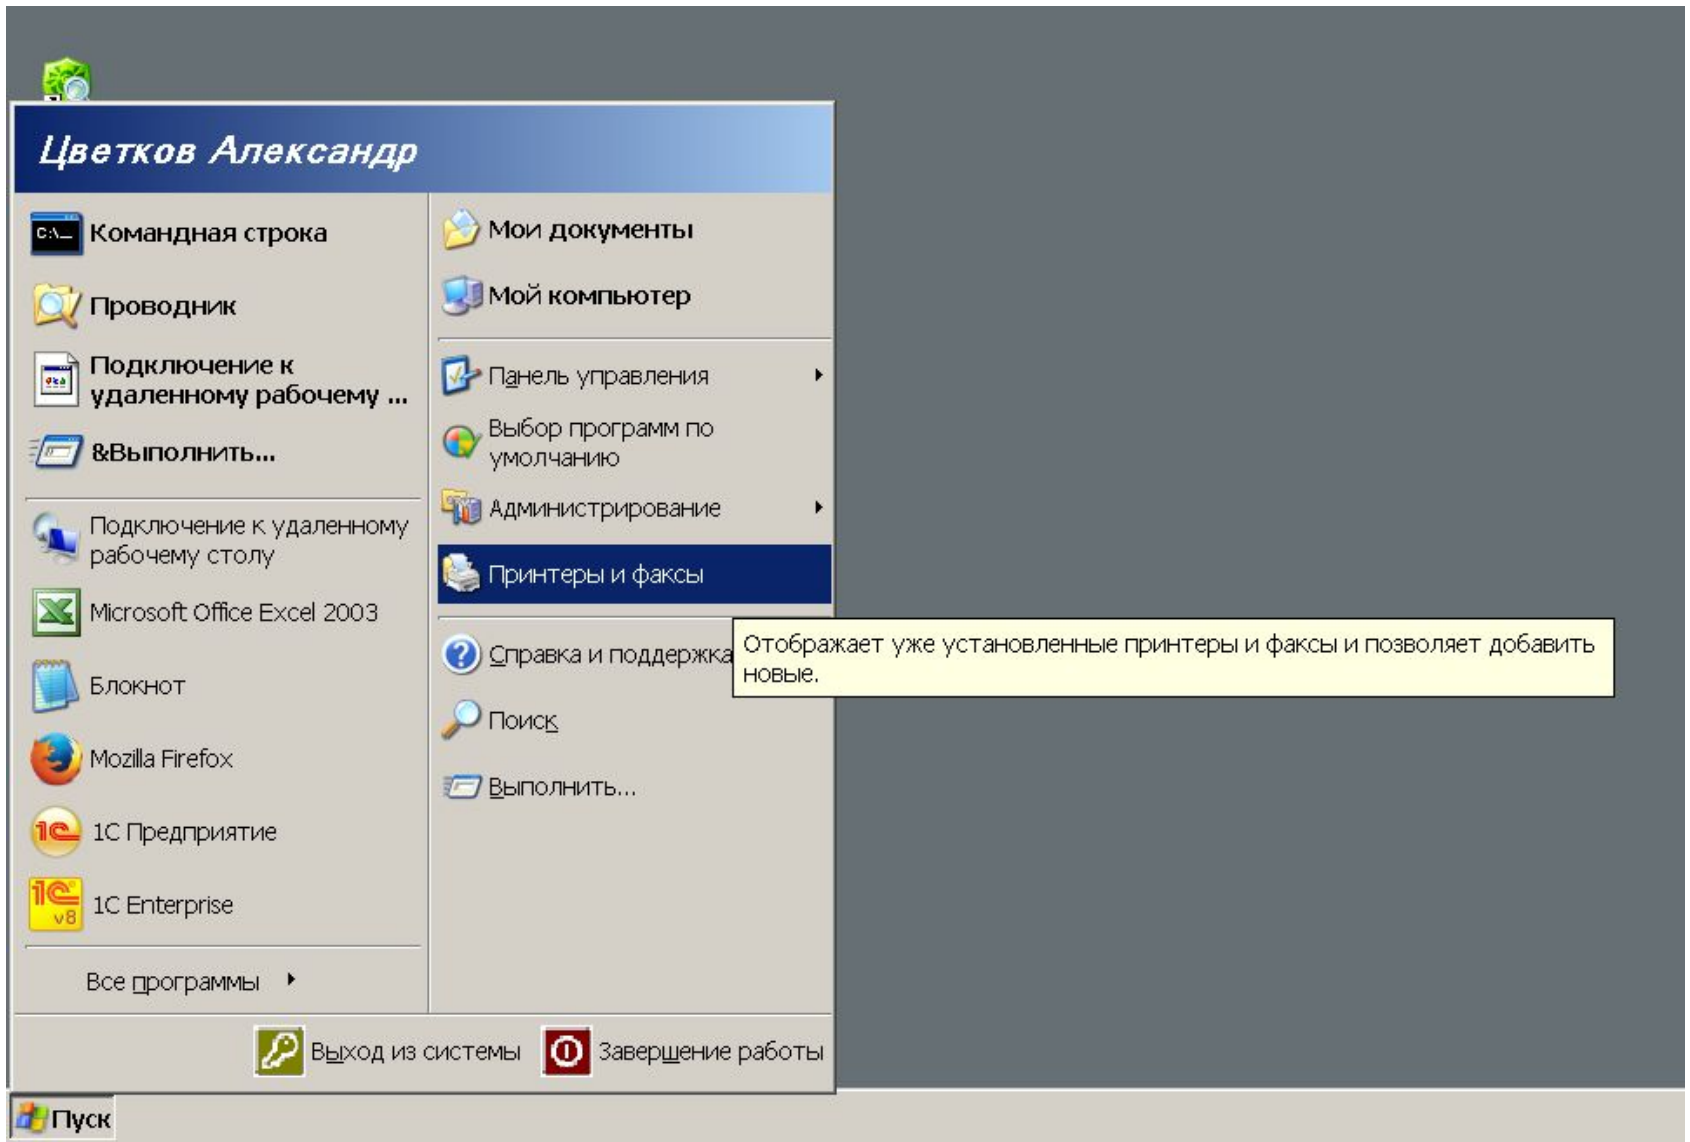 Цветков Александр
Командная строка
Проводник
Подключение к
удаленному рабочему ...
&Выполнить...
Подключение к удаленному
рабочему столу
Microsoft Office Excel 2003
Блокнот
Mozilla Firefox
1С Предприятие
1C Enterprise
Все программы
Мои документы
Мой компьютер
Панель управления
Выбор программ по
умолчанию
Администрирование
Принтеры и факсы
Справка и поддержка
Поиск
Выполнить...
Отображает уже установленные принтеры и факсы и позволяет добавить
новые.
Выход из системы
Завершение работы
Пуск